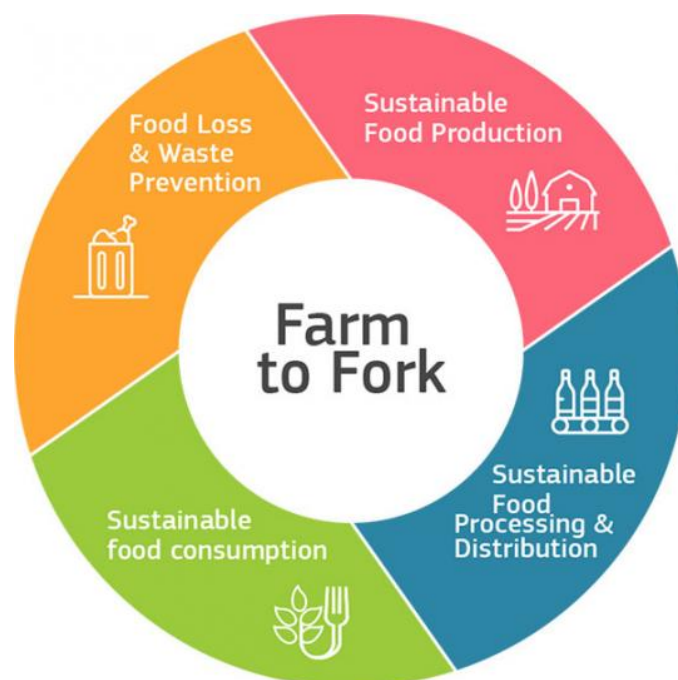 Food Loss
& Waste
Prevention
Sustainable
Food Production
Farm
to Fork
Sustainable
Food
Processing &
Distribution
Sustainable
food consumption